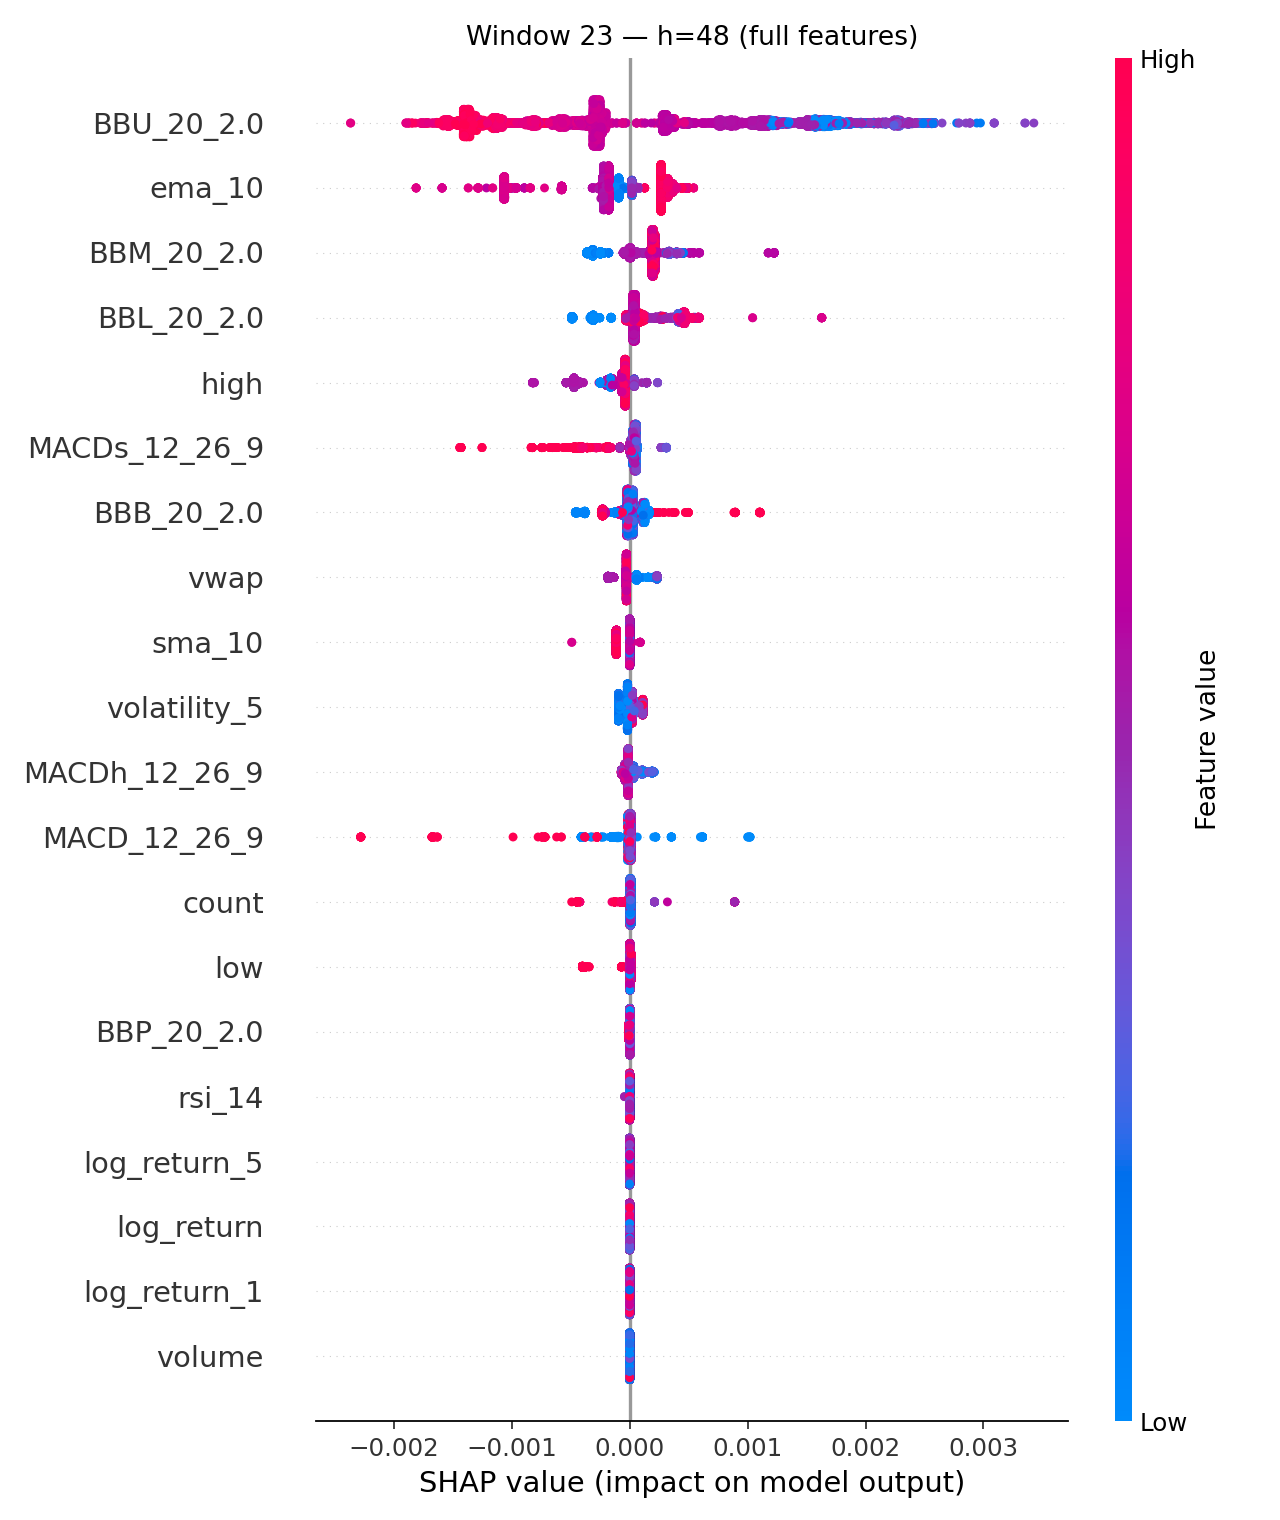 Window 23 — h=48 (full features)
High
BBU_20_2.0
ema_10
BBM_20_2.0
BBL_20_2.0
high
MACDs_12_26_9
BBB_20_2.0
vwap
sma_10
volatility_5
MACDh_12_26_9
MACD_12_26_9
count
low
BBP_20_2.0
rsi_14
log_return_5
log_return
log_return_1
volume
Feature value
Low
−0.002 −0.001 0.000 0.001 0.002 0.003
SHAP value (impact on model output)